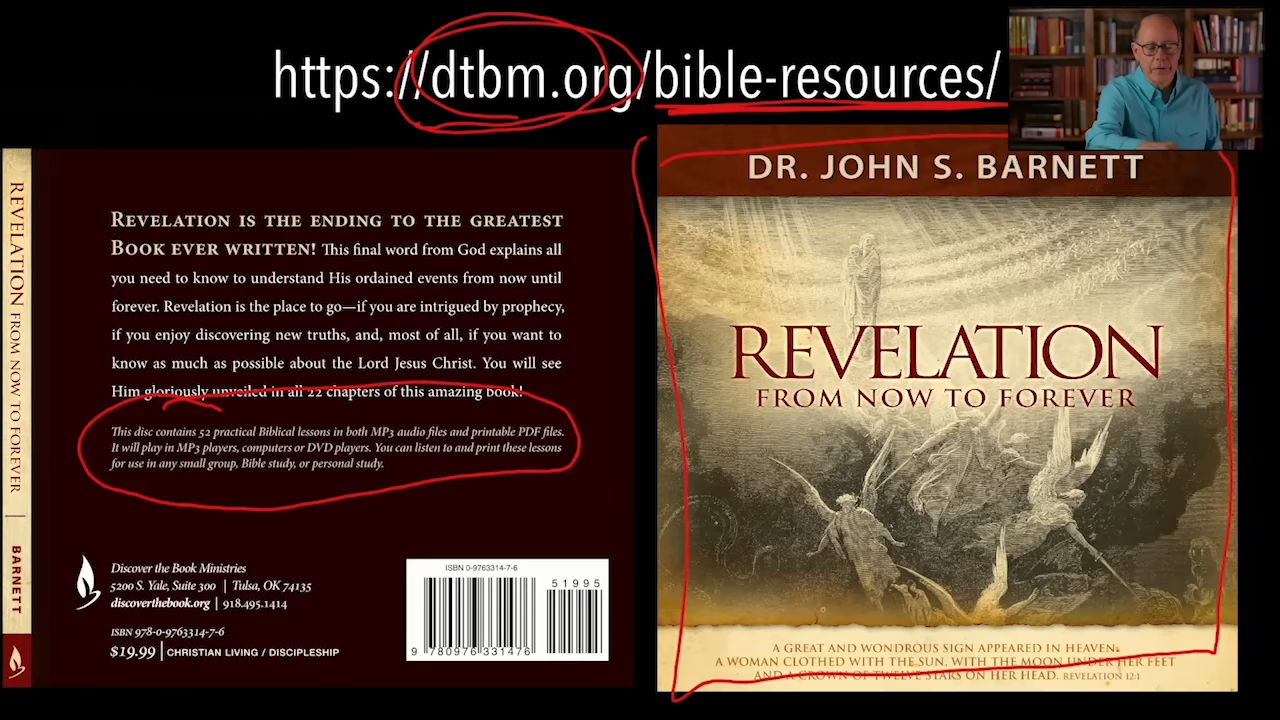 https://dtbm.org/bible-resources/
REVELATION FROM NOW TO FOREVER
BARNETT
REVELATION IS THE ENDING TO THE GREATEST
BOOK EVER WRITTEN! This final word from God explains all
you need to know to understand His ordained events from now until
forever. Revelation is the place to go—if you are intrigued by prophecy,
if you enjoy discovering new truths, and, most of all, if you want to
know as much as possible about the Lord Jesus Christ. You will see
Him gloriously unveiled in all 22 chapters of this amazing book!
This disc contains 52 practical Biblical lessons in both MP3 audio files and printable PDF files.
It will play in MP3 players, computers or DVD players. You can listen to and print these lessons
for use in any small group, Bible study, or personal study.
Discover the Book Ministries
5200 S. Yale, Suite 300 | Tulsa, OK 74135
discoverthebook.org | 918.495.1414
ISBN 978-0-9763314-7-6
$19.99 | CHRISTIAN LIVING / DISCIPLESHIP
ISBN 0-9763314-7-6
51995
9 780976 331476
DR. JOHN S. BARNETT
REVELATION
FROM NOW TO FOREVER
A GREAT AND WONDROUS SIGN APPEARED IN HEAVEN:
A WOMAN CLOTHED WITH THE SUN, WITH THE MOON UNDER HER FEET
AND A CROWN OF TWELVE STARS ON HER HEAD. REVELATION 12:1